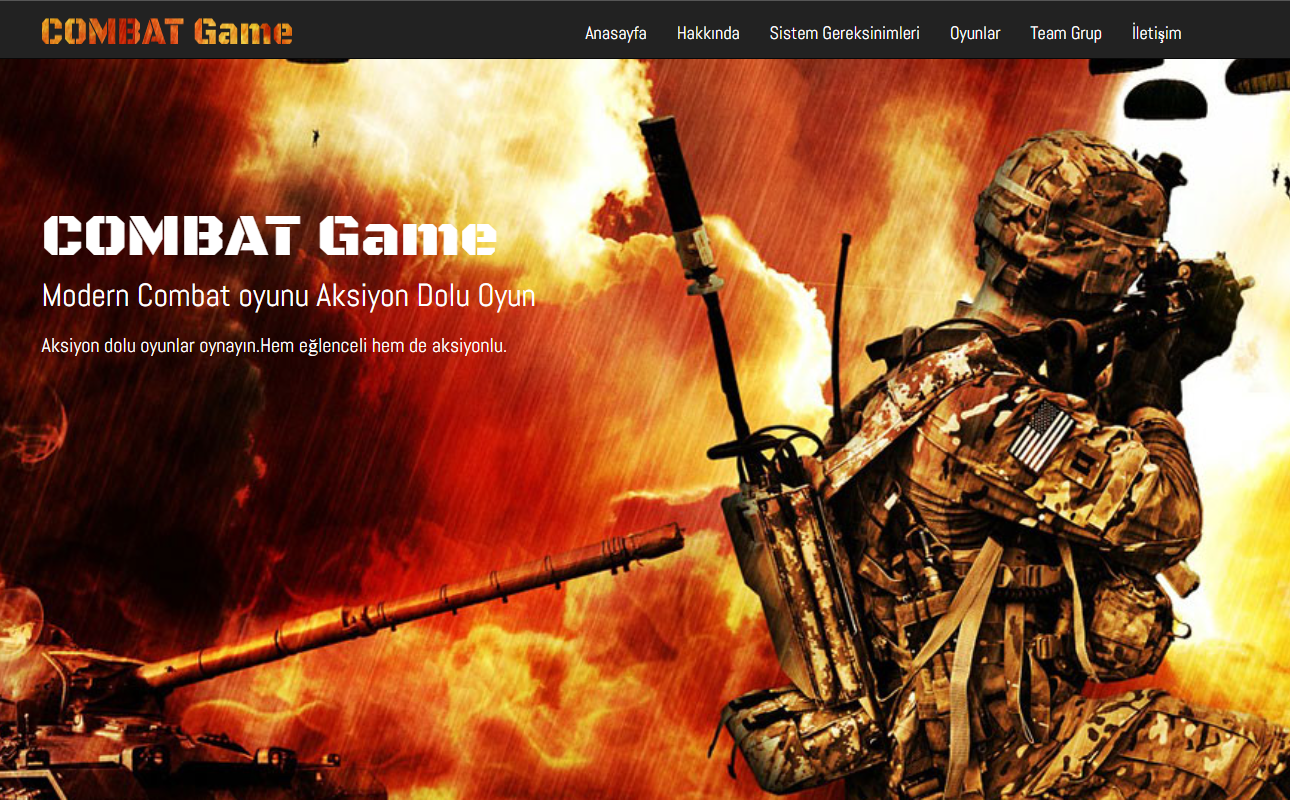 COMBAT Game
Anasayfa Hakkında Sistem Gereksinimleri Oyunlar Team Grup İletişim
COMBAT Game
Modern Combat oyunu Aksiyon Dolu Oyun
Aksiyon dolu oyunlar oynayın.Hem eğlenceli hem de aksiyonlu.